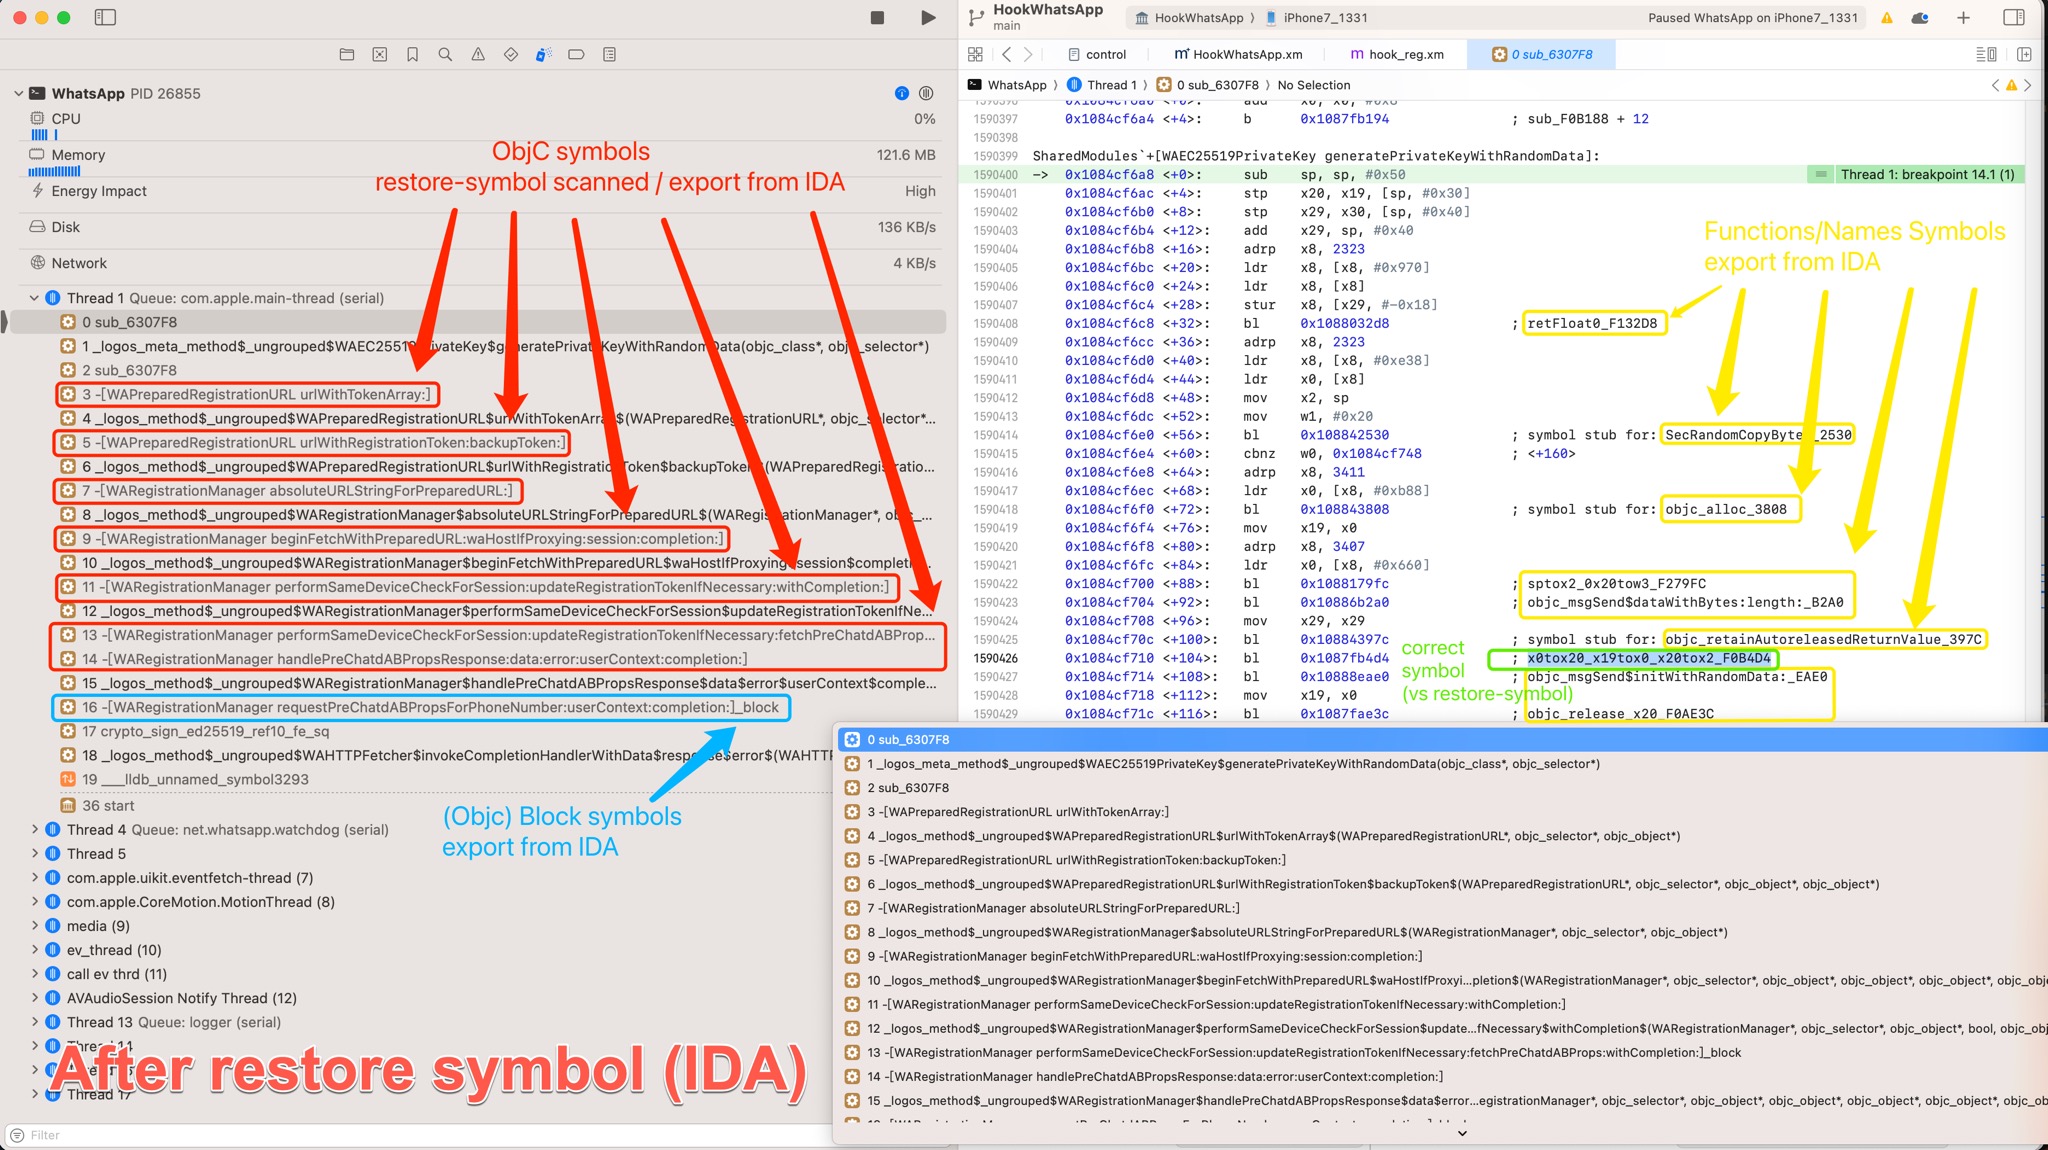 HookWhatsApp
main
HookWhatsApp 〉 iPhone7_1331
Paused WhatsApp on iPhone7_1331
control
HookWhatsApp.xm
hook_reg.xm
0 sub_6307F8
WhatsApp 〉 Thread 1 〉 0 sub_6307F8 〉 No Selection
WhatsApp PID 26855
CPU 0%
Memory 121.6 MB
Energy Impact High
Disk 136 KB/s
Network 4 KB/s
ObjC symbols
restore-symbol scanned / export from IDA
Thread 1 Queue: com.apple.main-thread (serial)
0 sub_6307F8
1 _logos_meta_method$_ungrouped$WAEC25519PrivateKey$generatePrivateKeyWithRandomData(objc_class*, objc_selector*)
2 sub_6307F8
3 -[WAPreparedRegistrationURL urlWithTokenArray:]
4 _logos_method$_ungrouped$WAPreparedRegistrationURL$urlWithTokenArray$(WAPreparedRegistrationURL*, objc_selector*...
5 -[WAPreparedRegistrationURL urlWithRegistrationToken:backupToken:]
6 _logos_method$_ungrouped$WAPreparedRegistrationURL$urlWithRegistrationToken$backupToken$(WAPreparedRegistratio...
7 -[WARegistrationManager absoluteURLStringForPreparedURL:]
8 _logos_method$_ungrouped$WARegistrationManager$absoluteURLStringForPreparedURL$(WARegistrationManager*, objc_...
9 -[WARegistrationManager beginFetchWithPreparedURL:waHostIfProxying:session:completion:]
10 _logos_method$_ungrouped$WARegistrationManager$beginFetchWithPreparedURL$waHostIfProxying$session$completi...
11 -[WARegistrationManager performSameDeviceCheckForSession:updateRegistrationTokenIfNecessary:withCompletion:]
12 _logos_method$_ungrouped$WARegistrationManager$performSameDeviceCheckForSession$updateRegistrationTokenIfNe...
13 -[WARegistrationManager performSameDeviceCheckForSession:updateRegistrationTokenIfNecessary:fetchPreChatdABProp...
14 -[WARegistrationManager handlePreChatdABPropsResponse:data:error:userContext:completion:]
15 _logos_method$_ungrouped$WARegistrationManager$handlePreChatdABPropsResponse$data$error$userContext$comple...
16 -[WARegistrationManager requestPreChatdABPropsForPhoneNumber:userContext:completion:]_block
17 crypto_sign_ed25519_ref10_fe_sq
18 _logos_method$_ungrouped$WAHTTPFetcher$invokeCompletionHandlerWithData$response$error$(WAHTTP
19 ___lldb_unnamed_symbol3293
36 start
(Objc) Block symbols
export from IDA
Thread 4 Queue: net.whatsapp.watchdog (serial)
Thread 5
com.apple.uikit.eventfetch-thread (7)
com.apple.CoreMotion.MotionThread (8)
media (9)
ev_thread (10)
call ev thrd (11)
AVAudioSession Notify Thread (12)
Thread 13 Queue: logger (serial)
Thread 14
After restore symbol (IDA)
Thread 17
Filter
1590396 0x1084cf6a0 <+0>: add x0, x0, #0x8
1590397 0x1084cf6a4 <+4>: b 0x1087fb194 ; sub_F0B188 + 12
1590398
1590399 SharedModules`+[WAEC25519PrivateKey generatePrivateKeyWithRandomData]:
1590400 -> 0x1084cf6a8 <+0>: sub sp, sp, #0x50 Thread 1: breakpoint 14.1 (1)
1590401 0x1084cf6ac <+4>: stp x20, x19, [sp, #0x30]
1590402 0x1084cf6b0 <+8>: stp x29, x30, [sp, #0x40]
1590403 0x1084cf6b4 <+12>: add x29, sp, #0x40
1590404 0x1084cf6b8 <+16>: adrp x8, 2323
1590405 0x1084cf6bc <+20>: ldr x8, [x8, #0x970]
1590406 0x1084cf6c0 <+24>: ldr x8, [x8]
1590407 0x1084cf6c4 <+28>: stur x8, [x29, #-0x18]
1590408 0x1084cf6c8 <+32>: bl 0x1088032d8 ; retFloat0_F132D8
1590409 0x1084cf6cc <+36>: adrp x8, 2323
1590410 0x1084cf6d0 <+40>: ldr x8, [x8, #0xe38]
1590411 0x1084cf6d4 <+44>: ldr x0, [x8]
1590412 0x1084cf6d8 <+48>: mov x2, sp
1590413 0x1084cf6dc <+52>: mov w1, #0x20
1590414 0x1084cf6e0 <+56>: bl 0x108842530 ; symbol stub for: SecRandomCopyBytes_2530
1590415 0x1084cf6e4 <+60>: cbnz w0, 0x1084cf748 ; <+160>
1590416 0x1084cf6e8 <+64>: adrp x8, 3411
1590417 0x1084cf6ec <+68>: ldr x0, [x8, #0xb88]
1590418 0x1084cf6f0 <+72>: bl 0x108843808 ; symbol stub for: objc_alloc_3808
1590419 0x1084cf6f4 <+76>: mov x19, x0
1590420 0x1084cf6f8 <+80>: adrp x8, 3407
1590421 0x1084cf6fc <+84>: ldr x0, [x8, #0x660]
1590422 0x1084cf700 <+88>: bl 0x1088179fc ; sptox2_0x20tow3_F279FC
1590423 0x1084cf704 <+92>: bl 0x10886b2a0 ; objc_msgSend$dataWithBytes:length:_B2A0
1590424 0x1084cf708 <+96>: mov x29, x29
1590425 0x1084cf70c <+100>: bl 0x10884397c ; symbol stub for: objc_retainAutoreleasedReturnValue_397C
1590426 0x1084cf710 <+104>: bl 0x1087fb4d4 ; x0tox20_x19tox0_x20tox2_F0B4D4
1590427 0x1084cf714 <+108>: bl 0x10888eae0 ; objc_msgSend$initWithRandomData:_EAE0
1590428 0x1084cf718 <+112>: mov x19, x0
1590429 0x1084cf71c <+116>: bl 0x1087fae3c ; objc_release_x20_F0AE3C
Functions/Names Symbols
export from IDA
correct
symbol
(vs restore-symbol)
0 sub_6307F8
1 _logos_meta_method$_ungrouped$WAEC25519PrivateKey$generatePrivateKeyWithRandomData(objc_class*, objc_selector*)
2 sub_6307F8
3 -[WAPreparedRegistrationURL urlWithTokenArray:]
4 _logos_method$_ungrouped$WAPreparedRegistrationURL$urlWithTokenArray$(WAPreparedRegistrationURL*, objc_selector*, objc_object*)
5 -[WAPreparedRegistrationURL urlWithRegistrationToken:backupToken:]
6 _logos_method$_ungrouped$WAPreparedRegistrationURL$urlWithRegistrationToken$backupToken$(WAPreparedRegistrationURL*, objc_selector*, objc_object*, objc_object*)
7 -[WARegistrationManager absoluteURLStringForPreparedURL:]
8 _logos_method$_ungrouped$WARegistrationManager$absoluteURLStringForPreparedURL$(WARegistrationManager*, objc_selector*, objc_object*)
9 -[WARegistrationManager beginFetchWithPreparedURL:waHostIfProxying:session:completion:]
10 _logos_method$_ungrouped$WARegistrationManager$beginFetchWithPreparedURL$waHostIfProxyi...pletion$(WARegistrationManager*, objc_selector*, objc_object*, objc_object*, objc_object*, objc_obje
11 -[WARegistrationManager performSameDeviceCheckForSession:updateRegistrationTokenIfNecessary:withCompletion:]
12 _logos_method$_ungrouped$WARegistrationManager$performSameDeviceCheckForSession$update...fNecessary$withCompletion$(WARegistrationManager*, objc_selector*, objc_object*, bool, objc_obj
13 -[WARegistrationManager performSameDeviceCheckForSession:updateRegistrationTokenIfNecessary:fetchPreChatdABProps:withCompletion:]_block
14 -[WARegistrationManager handlePreChatdABPropsResponse:data:error:userContext:completion:]
15 _logos_method$_ungrouped$WARegistrationManager$handlePreChatdABPropsResponse$data$error...egistrationManager*, objc_selector*, objc_object*, objc_object*, objc_object*, objc_object*, objc_ob